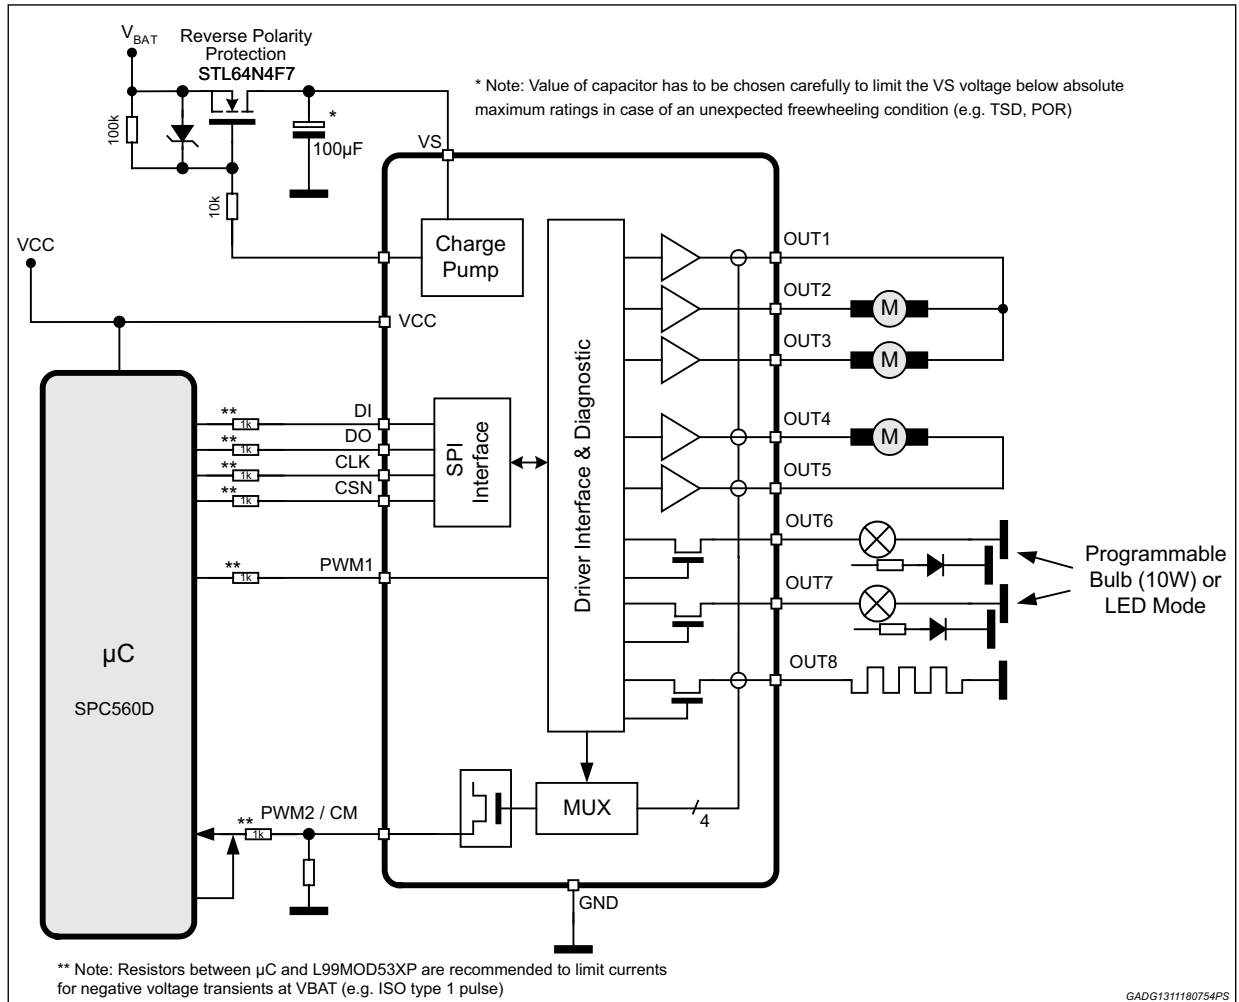 VBAT
Reverse Polarity
Protection
STL64N4F7
* Note: Value of capacitor has to be chosen carefully to limit the VS voltage below absolute
maximum ratings in case of an unexpected freewheeling condition (e.g. TSD, POR)
100k
*
100µF
VS
10k
VCC
Charge
Pump
VCC
OUT1
OUT2
M
OUT3
M
OUT4
M
OUT5
OUT6
OUT7
OUT8
Programmable
Bulb (10W) or
LED Mode
Driver Interface & Diagnostic
SPI
Interface
** 1k DI
** 1k DO
** 1k CLK
** 1k CSN
** 1k PWM1
µC
SPC560D
MUX
4
PWM2 / CM
** 1k
GND
** Note: Resistors between µC and L99MOD53XP are recommended to limit currents
for negative voltage transients at VBAT (e.g. ISO type 1 pulse)
GADG1311180754PS